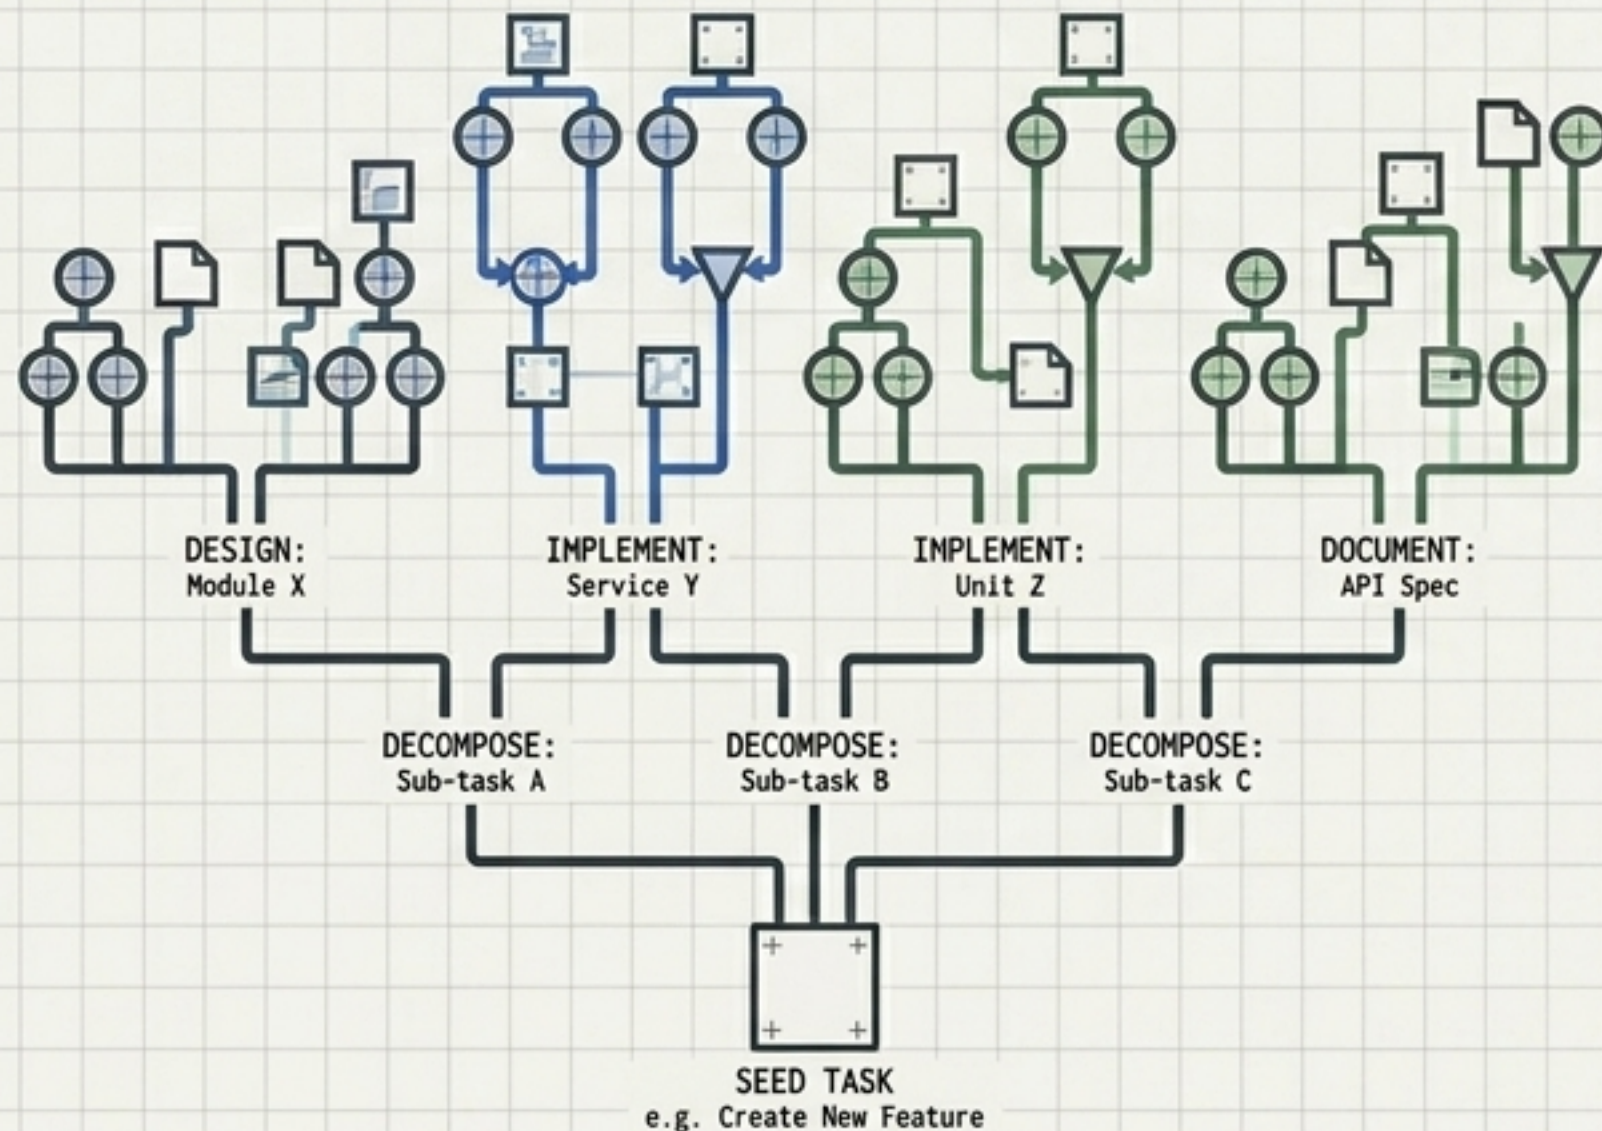 DESIGN:
Module X
IMPLEMENT:
Service Y
IMPLEMENT:
Unit Z
DOCUMENT:
API Spec
DECOMPOSE:
Sub-task A
DECOMPOSE:
Sub-task B
DECOMPOSE:
Sub-task C
SEED TASK
e.g. Create New Feature